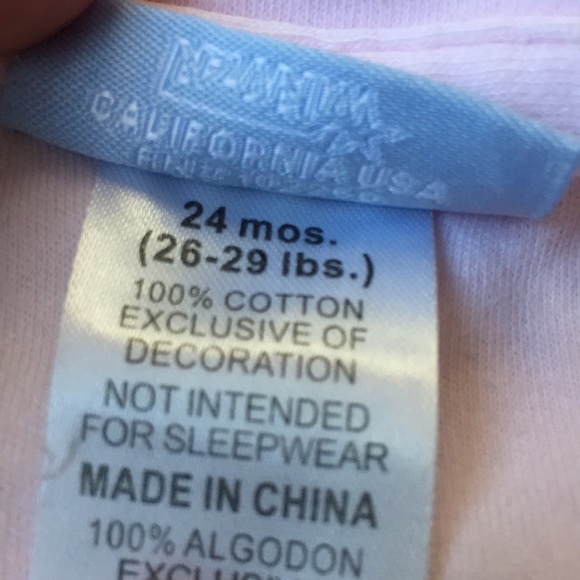 CALIFORNIA USA
24 mos.
(26-29 lbs.)
100% COTTON
EXCLUSIVE OF
DECORATION
NOT INTENDED
FOR SLEEPWEAR
MADE IN CHINA
100% ALGODON